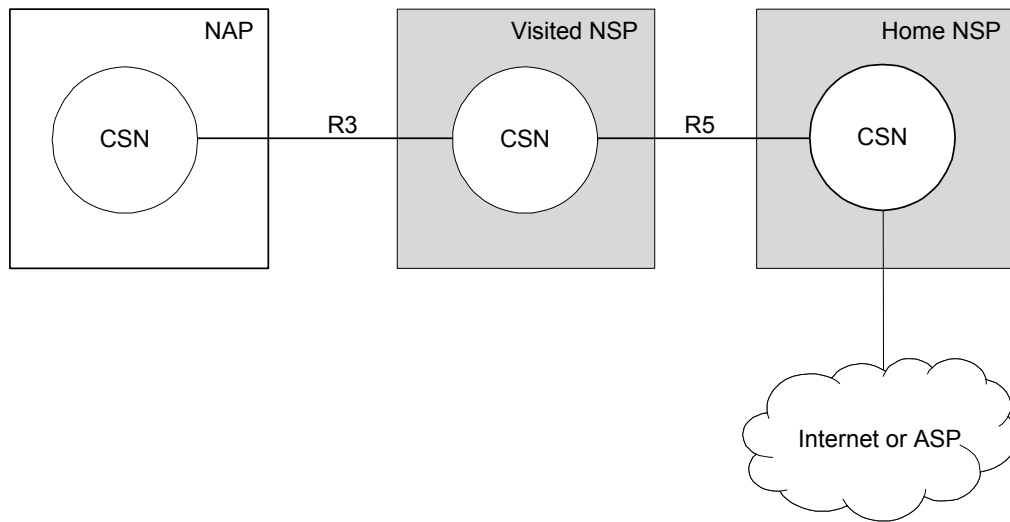 NAP
Visited NSP
Home NSP
CSN
R3
CSN
R5
CSN
Internet or ASP